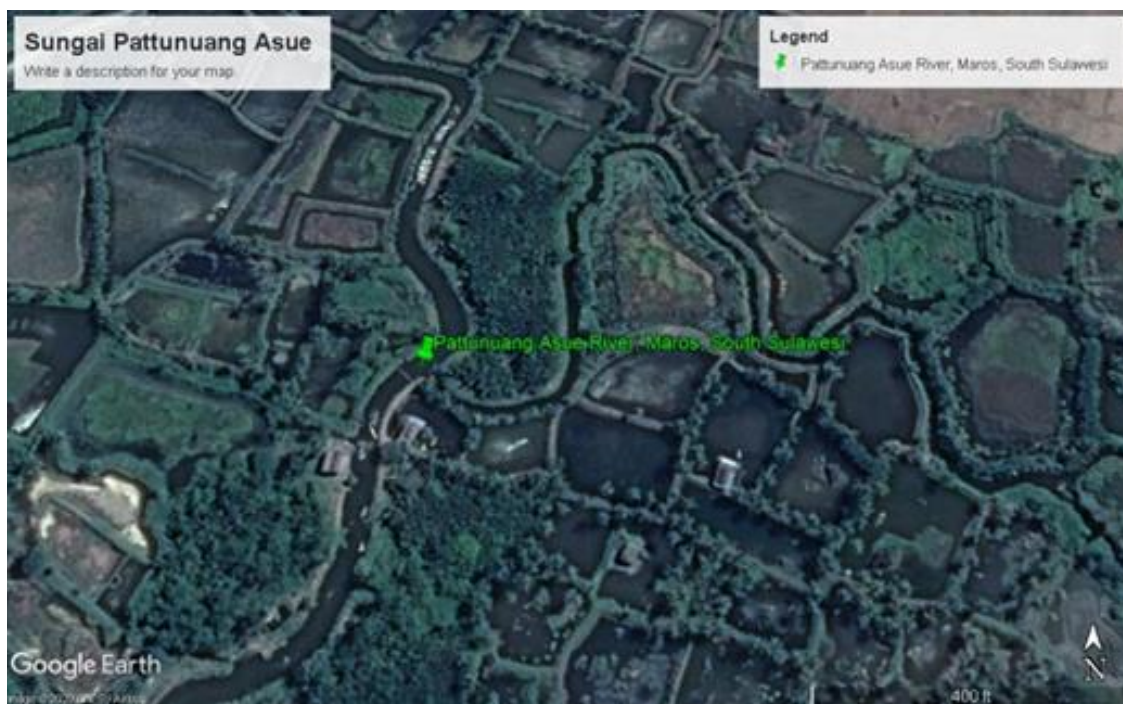 Sungai Pattunuang Asue
Write a description for your map.
Legend
Pattunuang Asue River, Maros, South Sulawesi
Pattunuang Asue River, Maros, South Sulawesi
Google Earth
N
400 ft